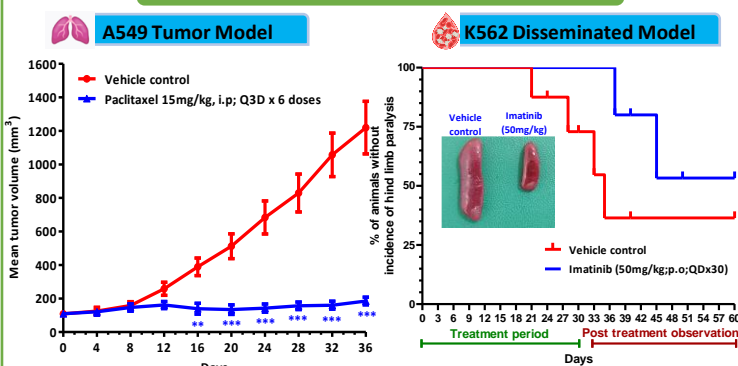 A549 Tumor Model
1600
1400
1200
1000
800
600
400
200
0
Mean tumor volume (mm³)
Vehicle control
Paclitaxel 15mg/kg, i.p; Q3D x 6 doses
** *** *** *** *** ***
0 4 8 12 16 20 24 28 32 36
K562 Disseminated Model
100
75
50
25
0
% of animals without
incidence of hind limb paralysis
Vehicle
control
Imatinib
(50mg/kg)
Vehicle control
Imatinib (50mg/kg;p.o;QDx30)
0 3 6 9 12 15 18 21 24 27 30 33 36 39 42 45 48 51 54 57 60
Treatment period
Post treatment observation
Days